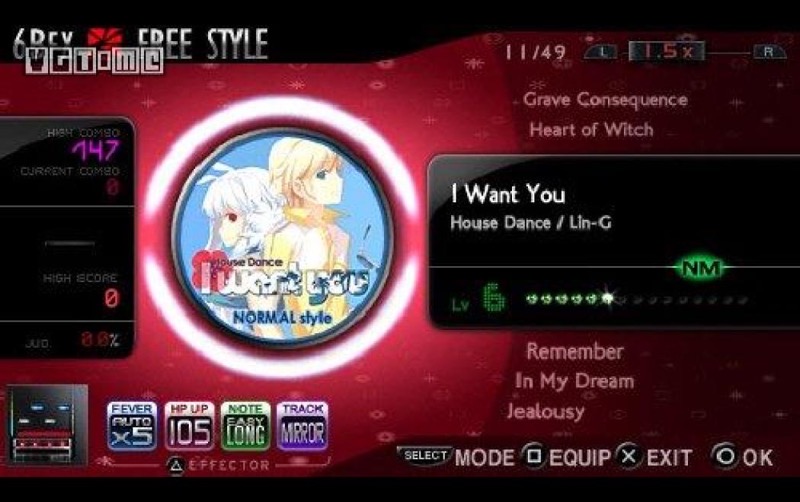 6Key FREE STYLE
VGTiME
11/49 L 1.5x R
Grave Consequence
Heart of Witch
HIGH COMBO
147
CURRENT COMBO
0
HIGH SCORE
0
JUD. 0.0%
House Dance
I want you
NORMAL style
I Want You
House Dance / Lin-G
NM
Lv 6
Remember
In My Dream
Jealousy
FEVER AUTO x5
HP UP 105
NOTE EASY LONG
TRACK MIRROR
EFFECTOR
SELECT MODE EQUIP EXIT OK